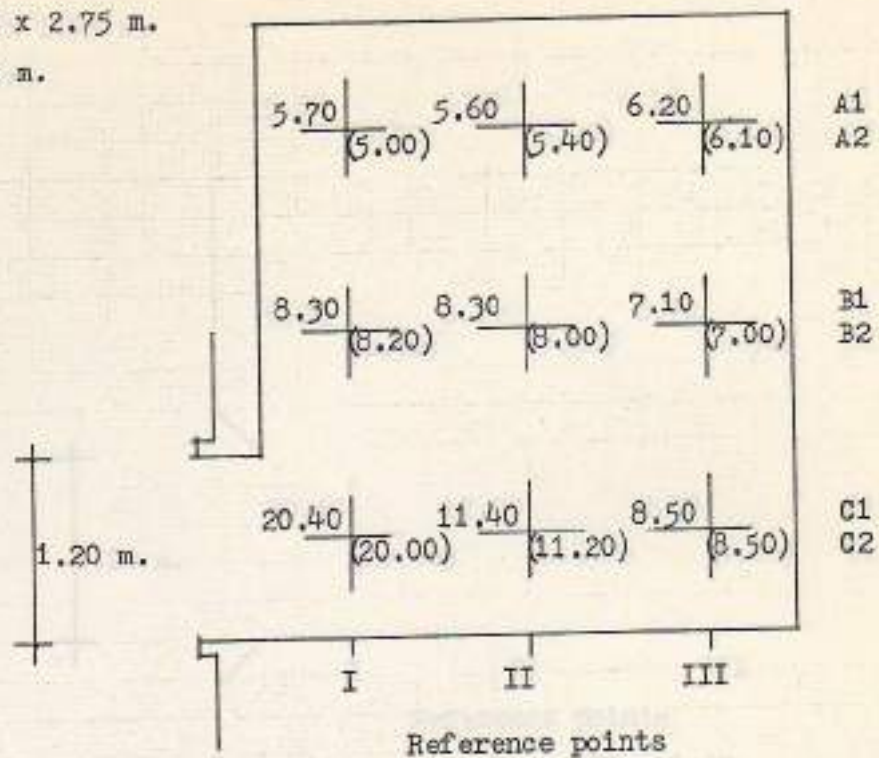 x 2.75 m.
m.
5.70 5.60 6.20 A1
(5.00) (5.40) (6.10) A2
8.30 8.30 7.10 B1
(8.20) (8.00) (7.00) B2
20.40 11.40 8.50 C1
(20.00) (11.20) (8.50) C2
1.20 m.
I II III
Reference points